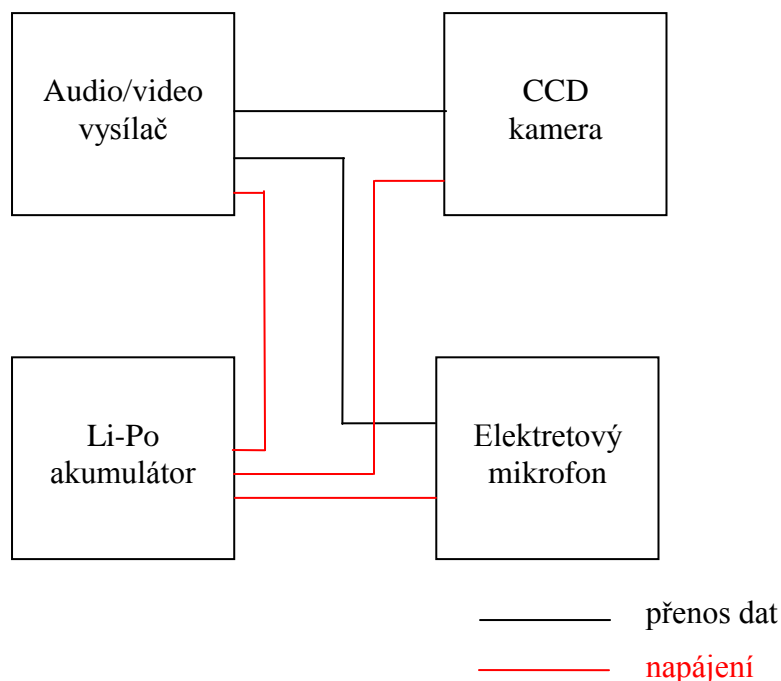 Audio/video
vysílač
CCD
kamera
Li-Po
akumulátor
Elektretový
mikrofon
přenos dat
napájení